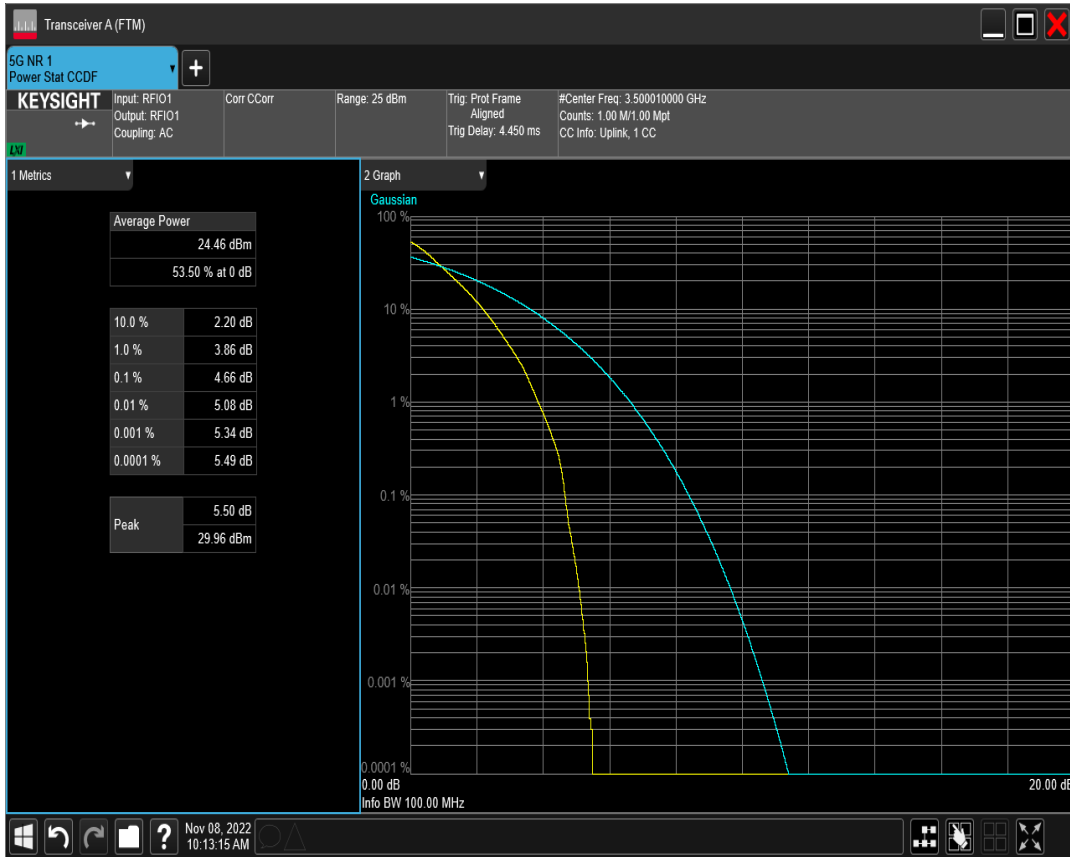 Transceiver A (FTM)
5G NR 1
Power Stat CCDF
KEYSIGHT
LXI
Input: RFIO1
Output: RFIO1
Coupling: AC
Corr CCorr
Range: 25 dBm
Trig: Prot Frame
Aligned
Trig Delay: 4.450 ms
#Center Freq: 3.500010000 GHz
Counts: 1.00 M/1.00 Mpt
CC Info: Uplink, 1 CC
1 Metrics
Average Power
24.46 dBm
53.50 % at 0 dB
10.0 % 2.20 dB
1.0 % 3.86 dB
0.1 % 4.66 dB
0.01 % 5.08 dB
0.001 % 5.34 dB
0.0001 % 5.49 dB
Peak
5.50 dB
29.96 dBm
2 Graph
Gaussian
100 %
10 %
1 %
0.1 %
0.01 %
0.001 %
0.0001 %
0.00 dB 20.00 dB
Info BW 100.00 MHz
Nov 08, 2022
10:13:15 AM